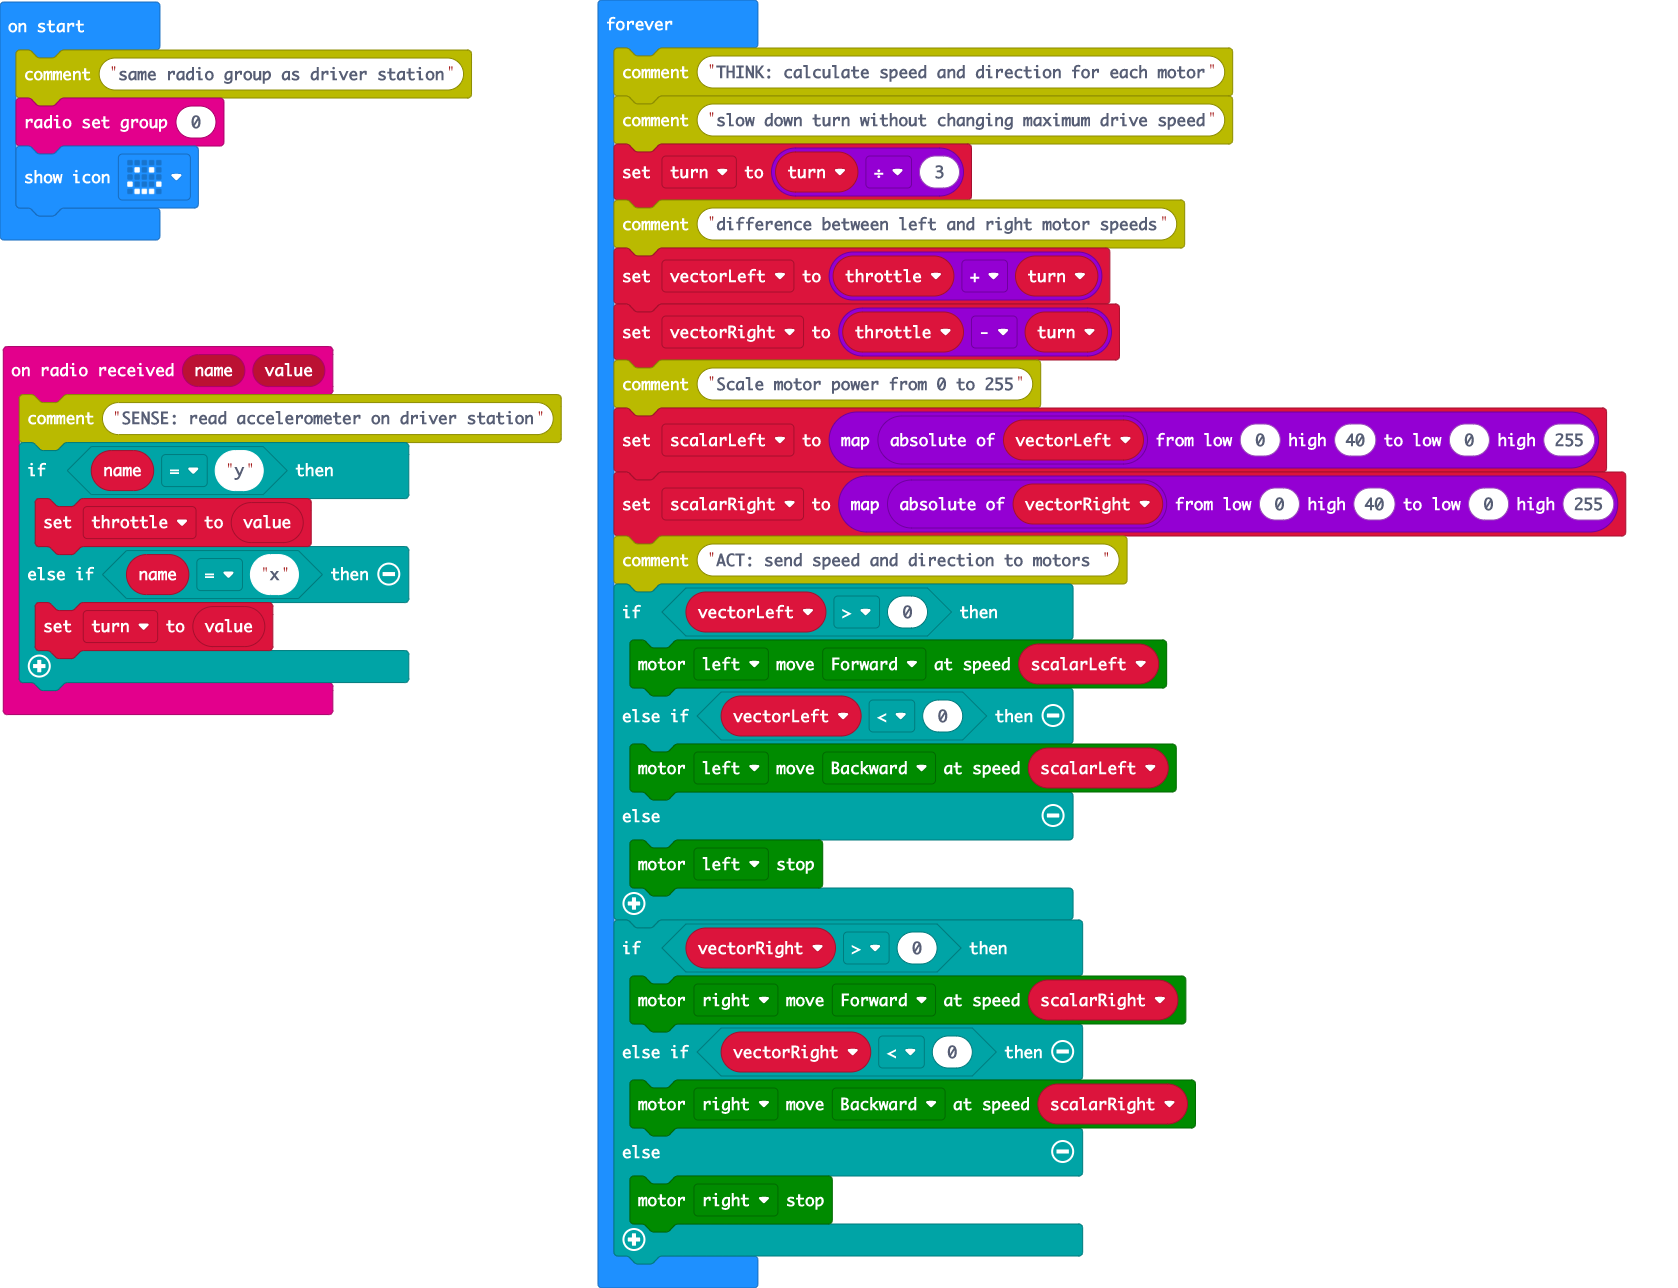 on start
comment "same radio group as driver station"
radio set group 0
show icon
on radio received name value
comment "SENSE: read accelerometer on driver station"
if name = "y" then
set throttle to value
else if name = "x" then
set turn to value
forever
comment "THINK: calculate speed and direction for each motor"
comment "slow down turn without changing maximum drive speed"
set turn to turn ÷ 3
comment "difference between left and right motor speeds"
set vectorLeft to throttle + turn
set vectorRight to throttle - turn
comment "Scale motor power from 0 to 255"
set scalarLeft to map absolute of vectorLeft from low 0 high 40 to low 0 high 255
set scalarRight to map absolute of vectorRight from low 0 high 40 to low 0 high 255
comment "ACT: send speed and direction to motors "
if vectorLeft > 0 then
motor left move Forward at speed scalarLeft
else if vectorLeft < 0 then
motor left move Backward at speed scalarLeft
else
motor left stop
if vectorRight > 0 then
motor right move Forward at speed scalarRight
else if vectorRight < 0 then
motor right move Backward at speed scalarRight
else
motor right stop